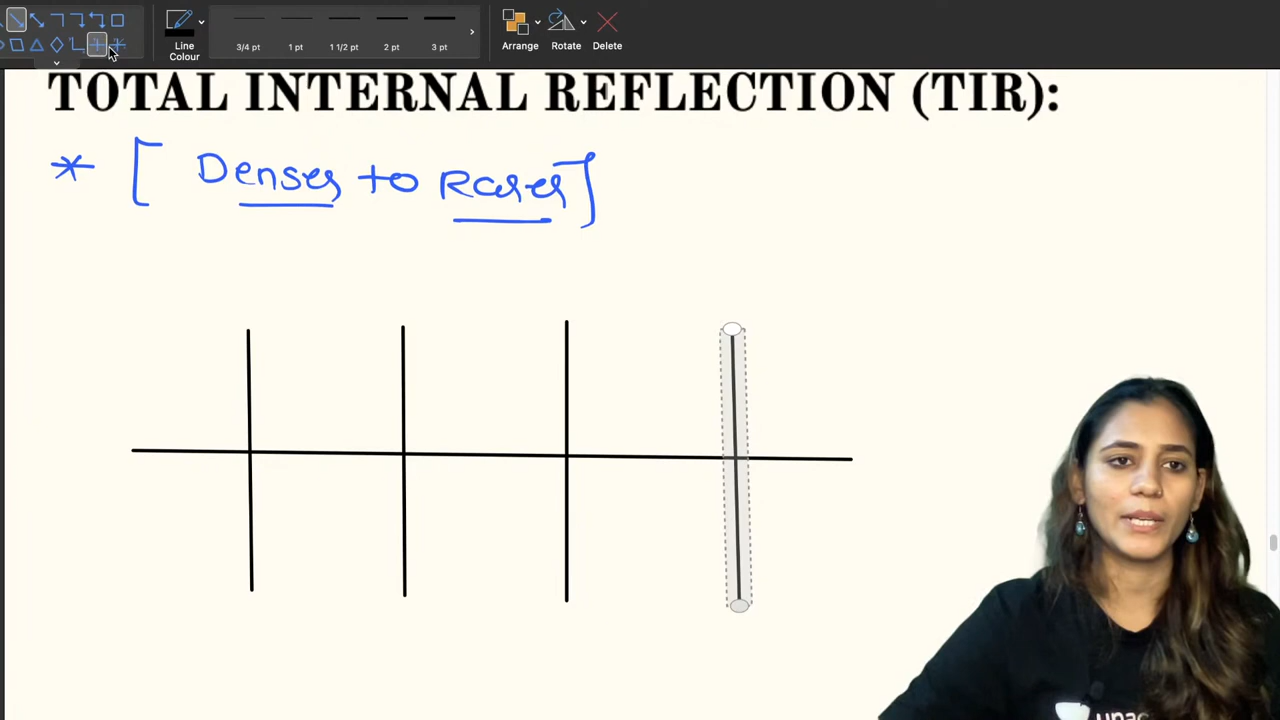 Line Colour
3/4 pt
1 pt
1 1/2 pt
2 pt
3 pt
Arrange
Rotate
Delete
TOTAL INTERNAL REFLECTION (TIR):
* [ Denser to Rarer ]